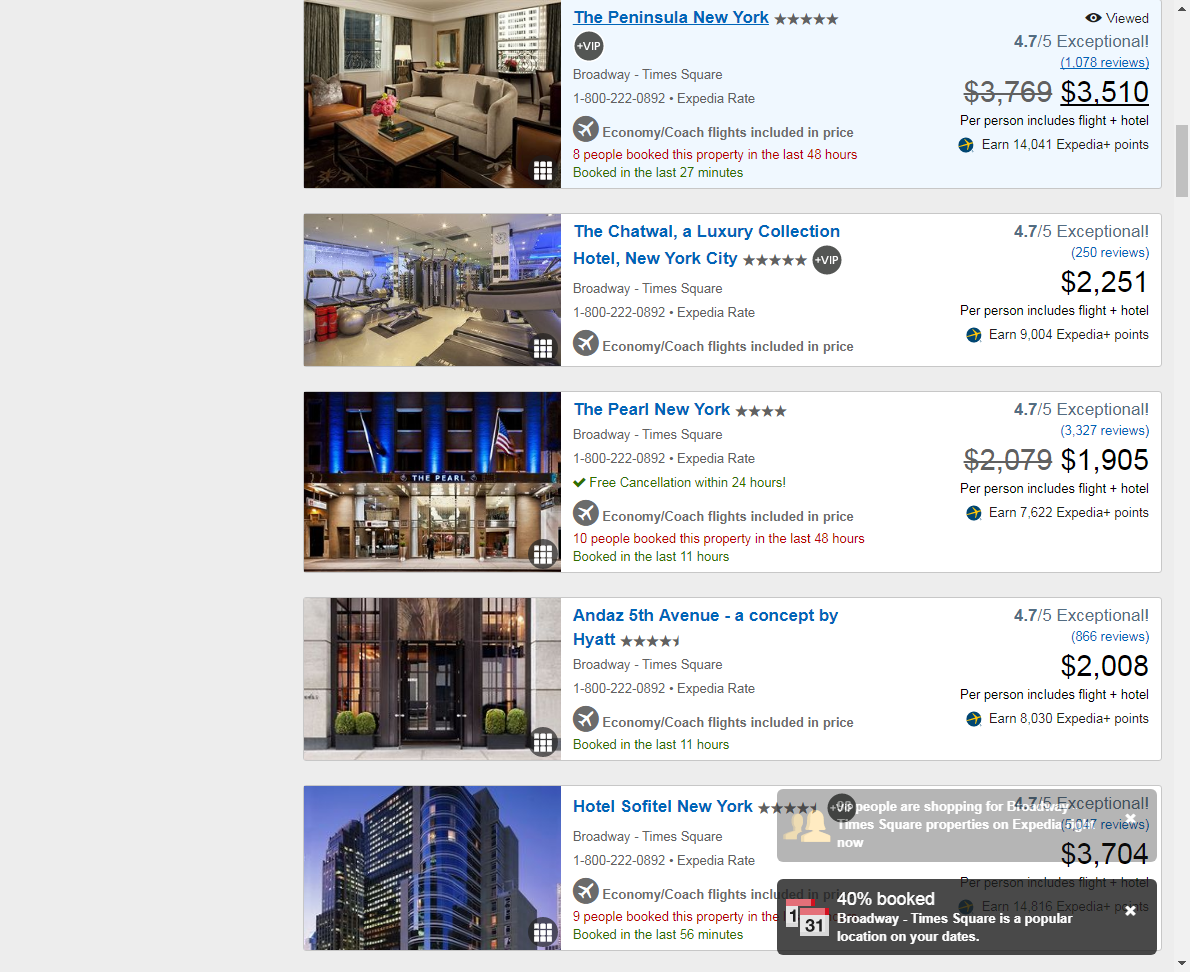 The Peninsula New York
Viewed
+VIP
4.7/5 Exceptional!
(1,078 reviews)
Broadway - Times Square
$3,769 $3,510
1-800-222-0892 • Expedia Rate
Per person includes flight + hotel
Economy/Coach flights included in price
Earn 14,041 Expedia+ points
8 people booked this property in the last 48 hours
Booked in the last 27 minutes
The Chatwal, a Luxury Collection
Hotel, New York City
+VIP
4.7/5 Exceptional!
(250 reviews)
Broadway - Times Square
$2,251
1-800-222-0892 • Expedia Rate
Per person includes flight + hotel
Economy/Coach flights included in price
Earn 9,004 Expedia+ points
The Pearl New York
4.7/5 Exceptional!
(3,327 reviews)
Broadway - Times Square
$2,079 $1,905
1-800-222-0892 • Expedia Rate
Free Cancellation within 24 hours!
Per person includes flight + hotel
Economy/Coach flights included in price
Earn 7,622 Expedia+ points
10 people booked this property in the last 48 hours
Booked in the last 11 hours
THE PEARL
Andaz 5th Avenue - a concept by
Hyatt
4.7/5 Exceptional!
(866 reviews)
Broadway - Times Square
$2,008
1-800-222-0892 • Expedia Rate
Per person includes flight + hotel
Economy/Coach flights included in price
Earn 8,030 Expedia+ points
Booked in the last 11 hours
Hotel Sofitel New York
+VIP
4.7/5 Exceptional!
reviews)
Broadway - Times Square
$3,704
1-800-222-0892 • Expedia Rate
Per person includes flight + hotel
Economy/Coach flights included in price
Earn 14,816 Expedia+ points
9 people booked this property in the
Booked in the last 56 minutes
people are shopping for Broadway -
Times Square properties on Expedia
now
1
31
40% booked
Broadway - Times Square is a popular
location on your dates.